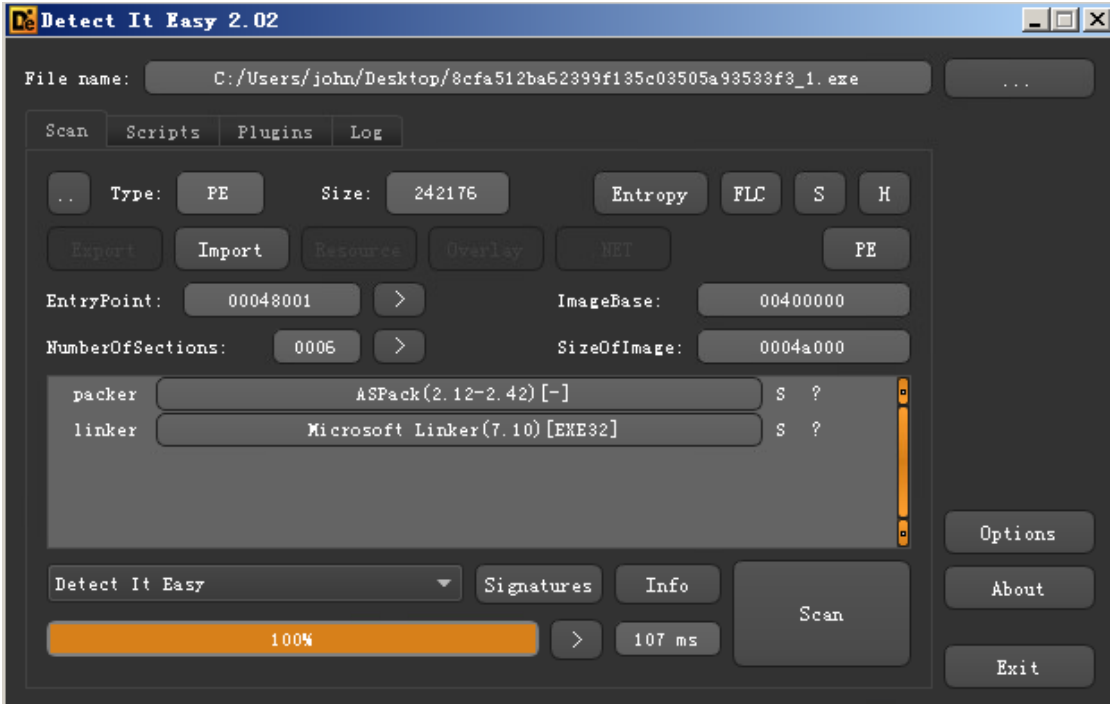 Detect It Easy 2.02
File name: C:/Users/john/Desktop/8cfa512ba62399f135c03505a93533f3_1.exe ...
Scan Scripts Plugins Log
.. Type: PE Size: 242176 Entropy FLC S H
Export Import Resource Overlay .NET PE
EntryPoint: 00048001 > ImageBase: 00400000
NumberOfSections: 0006 > SizeOfImage: 0004a000
packer ASPack(2.12-2.42)[-] S ?
linker Microsoft Linker(7.10)[EXE32] S ?
Options
Detect It Easy Signatures Info Scan About
100% > 107 ms
Exit